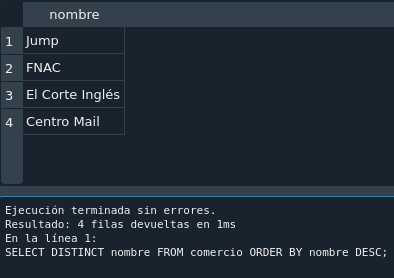 nombre
1 Jump
2 FNAC
3 El Corte Inglés
4 Centro Mail
Ejecución terminada sin errores.
Resultado: 4 filas devueltas en 1ms
En la línea 1:
SELECT DISTINCT nombre FROM comercio ORDER BY nombre DESC;